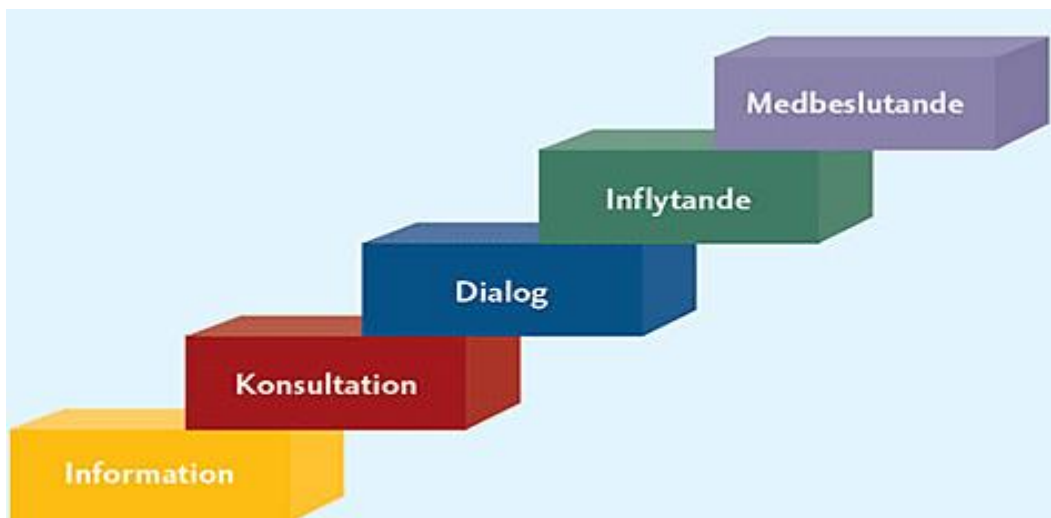 Medbeslutande
Inflytande
Dialog
Konsultation
Information